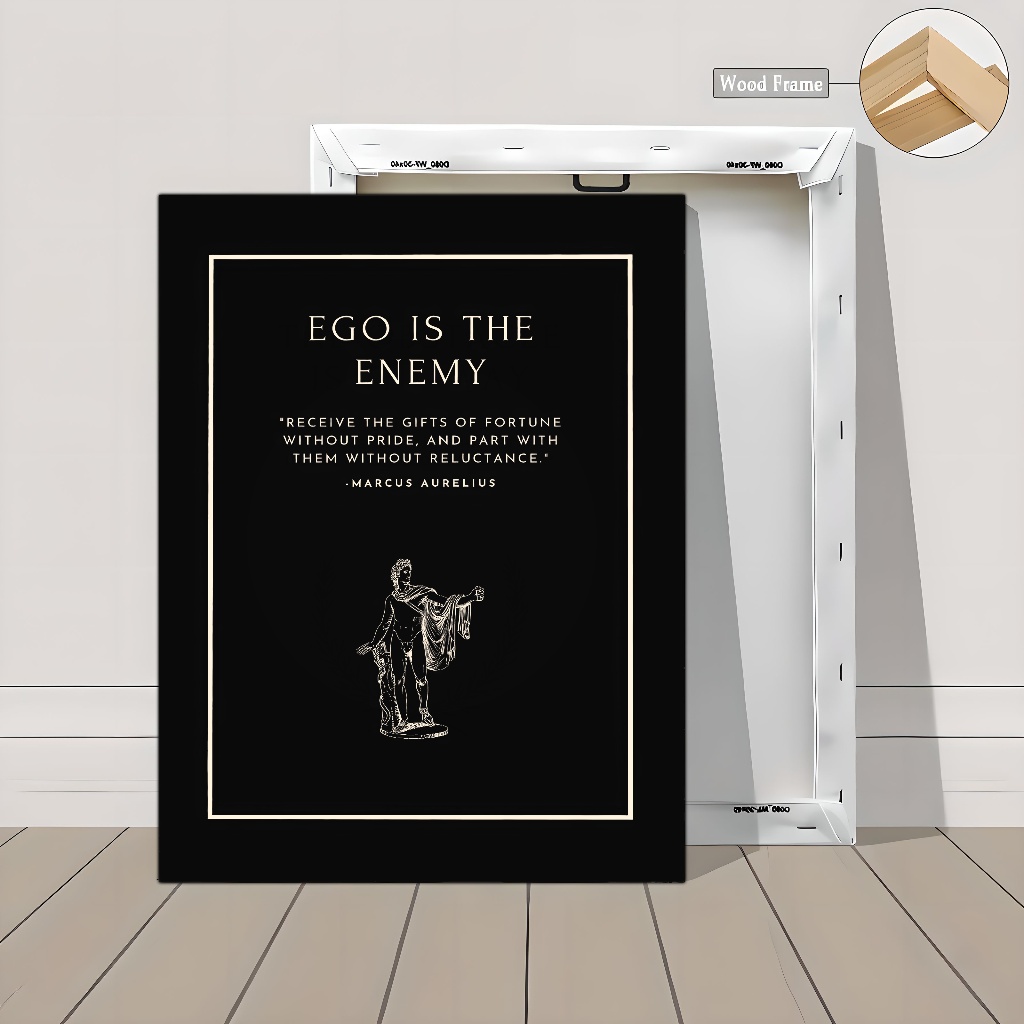 Wood Frame
EGO IS THE
ENEMY
"RECEIVE THE GIFTS OF FORTUNE
WITHOUT PRIDE, AND PART WITH
THEM WITHOUT RELUCTANCE."
-MARCUS AURELIUS